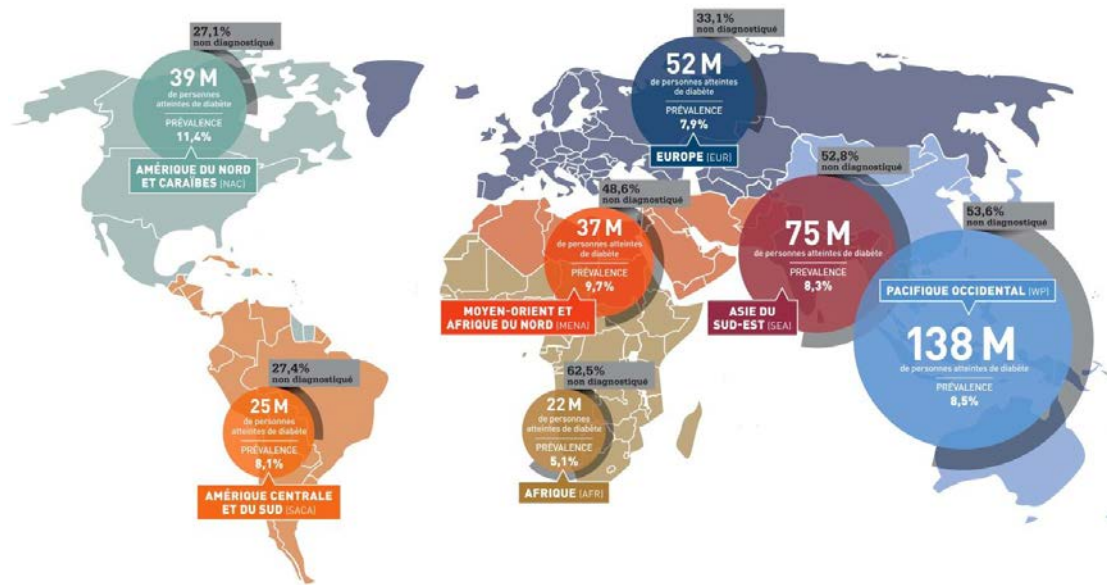 27,1%
non diagnostiqué
39 M
de personnes
atteintes de diabète
PRÉVALENCE
11,4%
AMÉRIQUE DU NORD
ET CARAÏBES (NAC)
33,1%
non diagnostiqué
52 M
de personnes
atteintes de diabète
PRÉVALENCE
7,9%
EUROPE (EUR)
48,6%
non diagnostiqué
37 M
de personnes atteintes
de diabète
PRÉVALENCE
9,7%
MOYEN-ORIENT ET
AFRIQUE DU NORD (MENA)
52,8%
non diagnostiqué
75 M
de personnes atteintes
de diabète
PRÉVALENCE
8,3%
ASIE DU
SUD-EST (SEA)
53,6%
non diagnostiqué
PACIFIQUE OCCIDENTAL (WP)
138 M
de personnes atteintes de diabète
PRÉVALENCE
8,5%
27,4%
non diagnostiqué
25 M
de personnes
atteintes de diabète
PRÉVALENCE
8,1%
AMÉRIQUE CENTRALE
ET DU SUD (SACA)
62,5%
non diagnostiqué
22 M
de personnes
atteintes de diabète
PRÉVALENCE
5,1%
AFRIQUE (AFR)